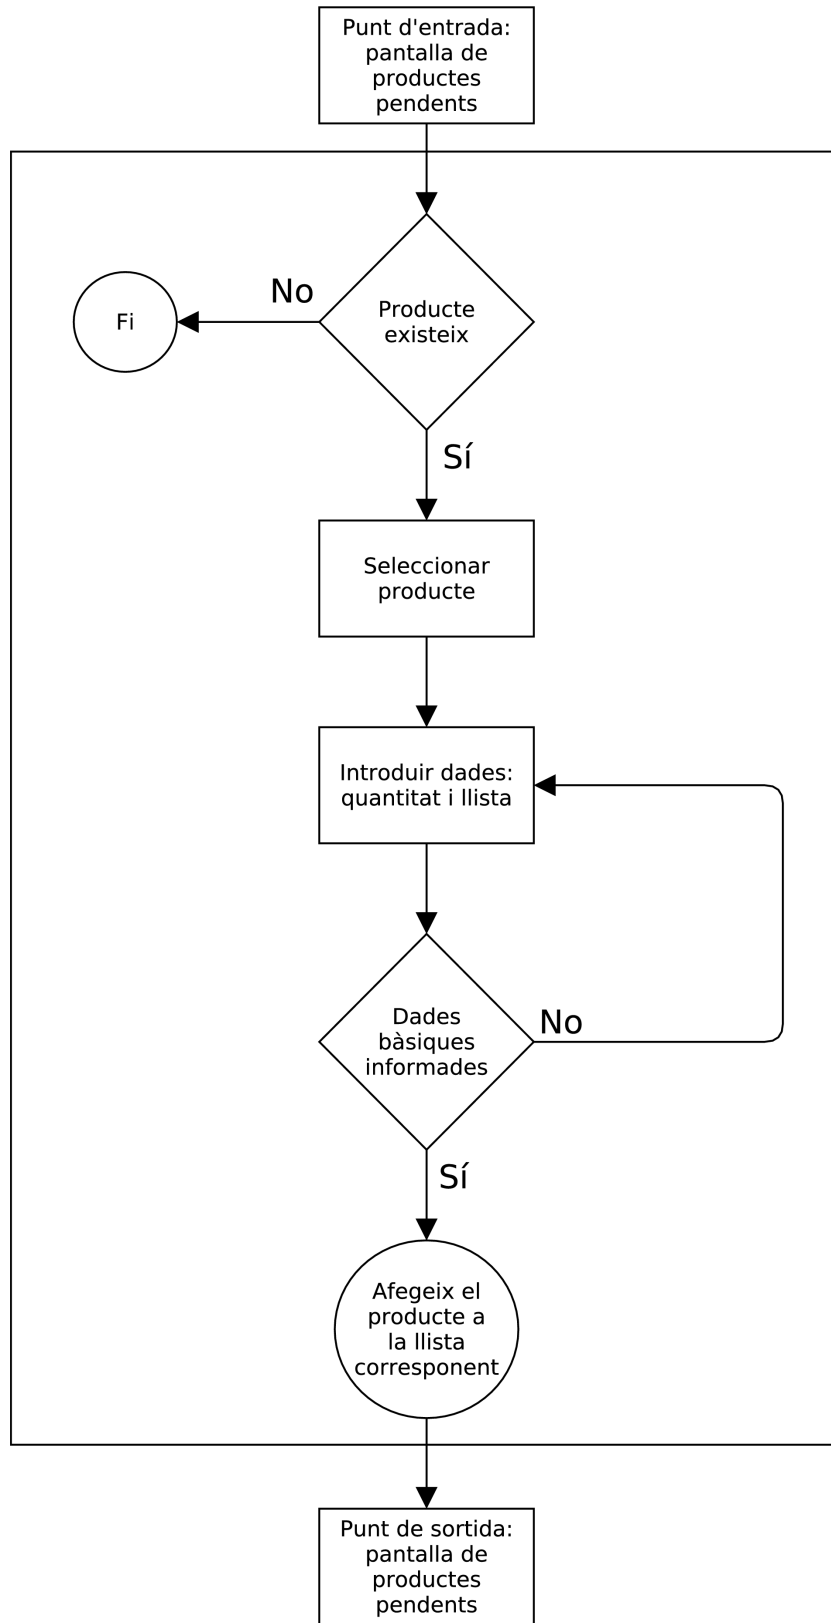 Punt d'entrada:
pantalla de
productes
pendents
No
Producte
existeix
Fi
Sí
Seleccionar
producte
Introduir dades:
quantitat i llista
Dades
bàsiques
informades
No
Sí
Afegeix el
producte a
la llista
corresponent
Punt de sortida:
pantalla de
productes
pendents